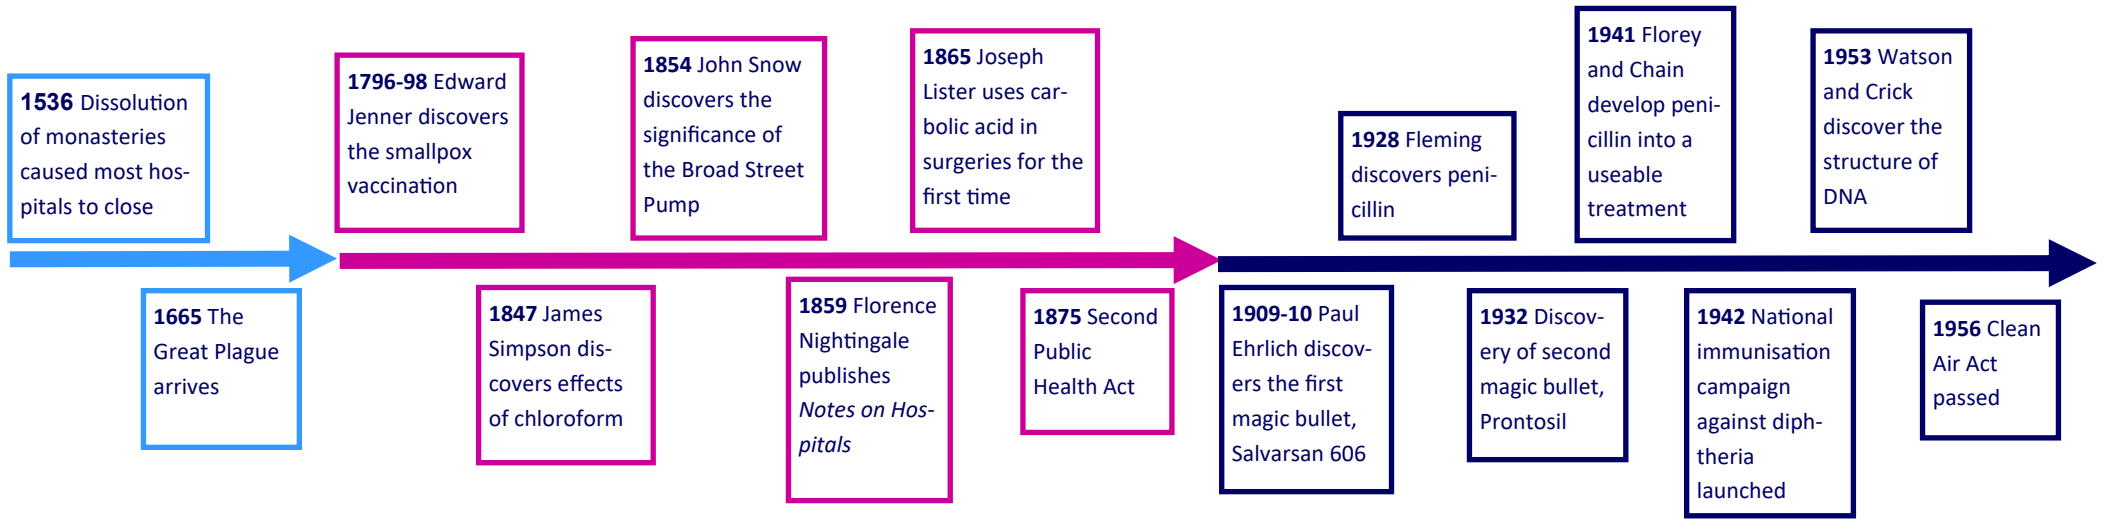 1536 Dissolution
of monasteries
caused most hos-
pitals to close
1665 The
Great Plague
arrives
1796-98 Edward
Jenner discovers
the smallpox
vaccination
1847 James
Simpson dis-
covers effects
of chloroform
1854 John Snow
discovers the
significance of
the Broad Street
Pump
1859 Florence
Nightingale
publishes
Notes on Hos-
pitals
1865 Joseph
Lister uses car-
bolic acid in
surgeries for the
first time
1875 Second
Public
Health Act
1909-10 Paul
Ehrlich discov-
ers the first
magic bullet,
Salvarsan 606
1928 Fleming
discovers peni-
cillin
1932 Discov-
ery of second
magic bullet,
Prontosil
1941 Florey
and Chain
develop peni-
cillin into a
useable
treatment
1942 National
immunisation
campaign
against diph-
theria
launched
1953 Watson
and Crick
discover the
structure of
DNA
1956 Clean
Air Act
passed